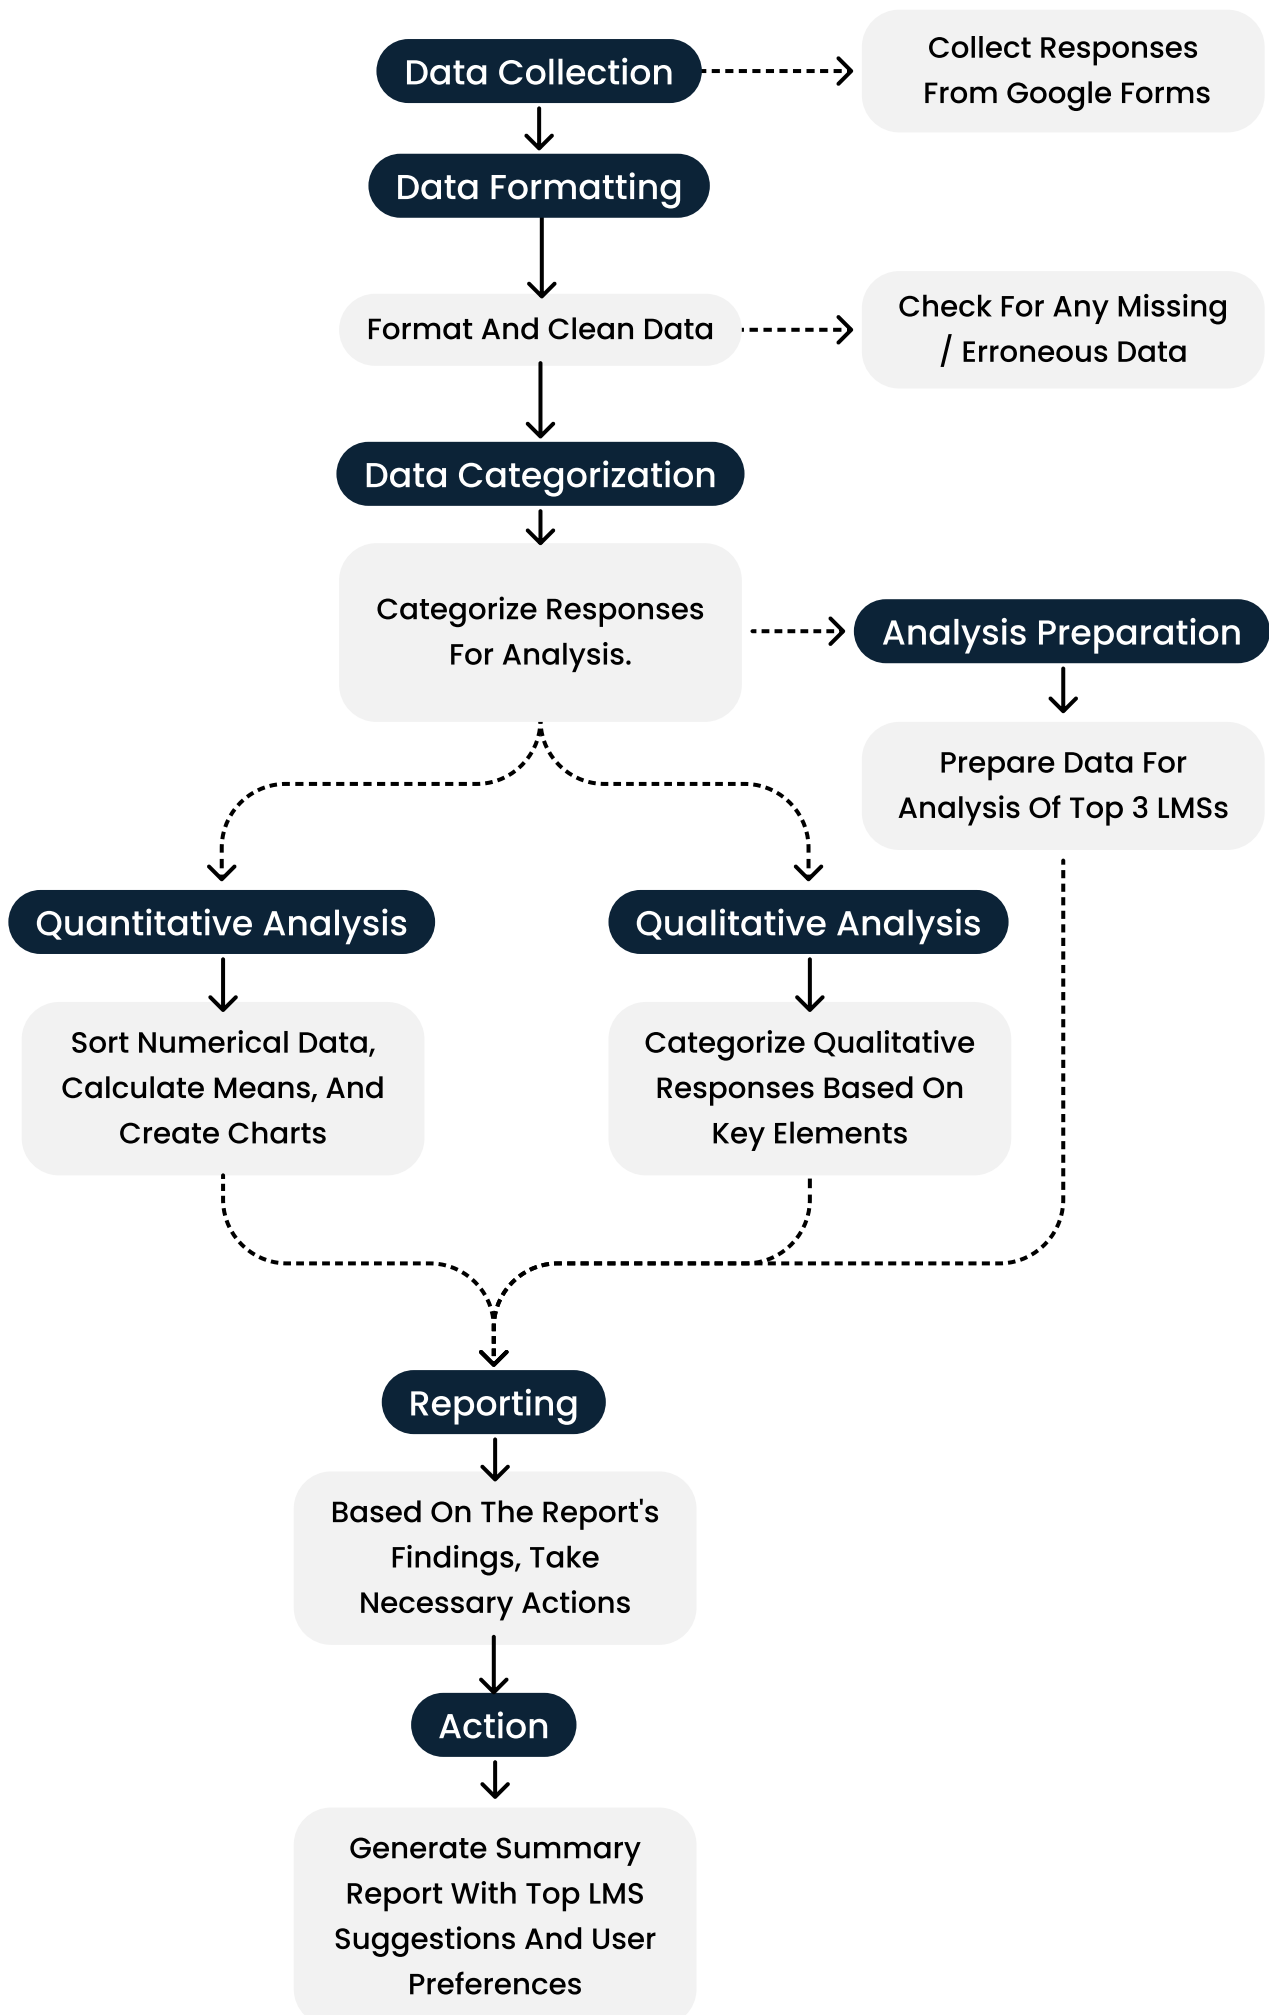 Data Collection
Collect Responses
From Google Forms
Data Formatting
Format And Clean Data
Check For Any Missing
/ Erroneous Data
Data Categorization
Categorize Responses
For Analysis.
Analysis Preparation
Prepare Data For
Analysis Of Top 3 LMSs
Quantitative Analysis
Sort Numerical Data,
Calculate Means, And
Create Charts
Qualitative Analysis
Categorize Qualitative
Responses Based On
Key Elements
Reporting
Based On The Report's
Findings, Take
Necessary Actions
Action
Generate Summary
Report With Top LMS
Suggestions And User
Preferences